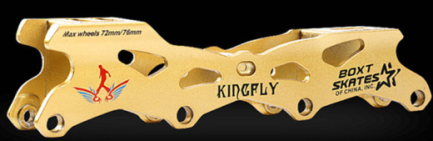 Max wheels 72mm/76mm
KINGFLY
BOXT
SKATES
OF CHINA, INC.